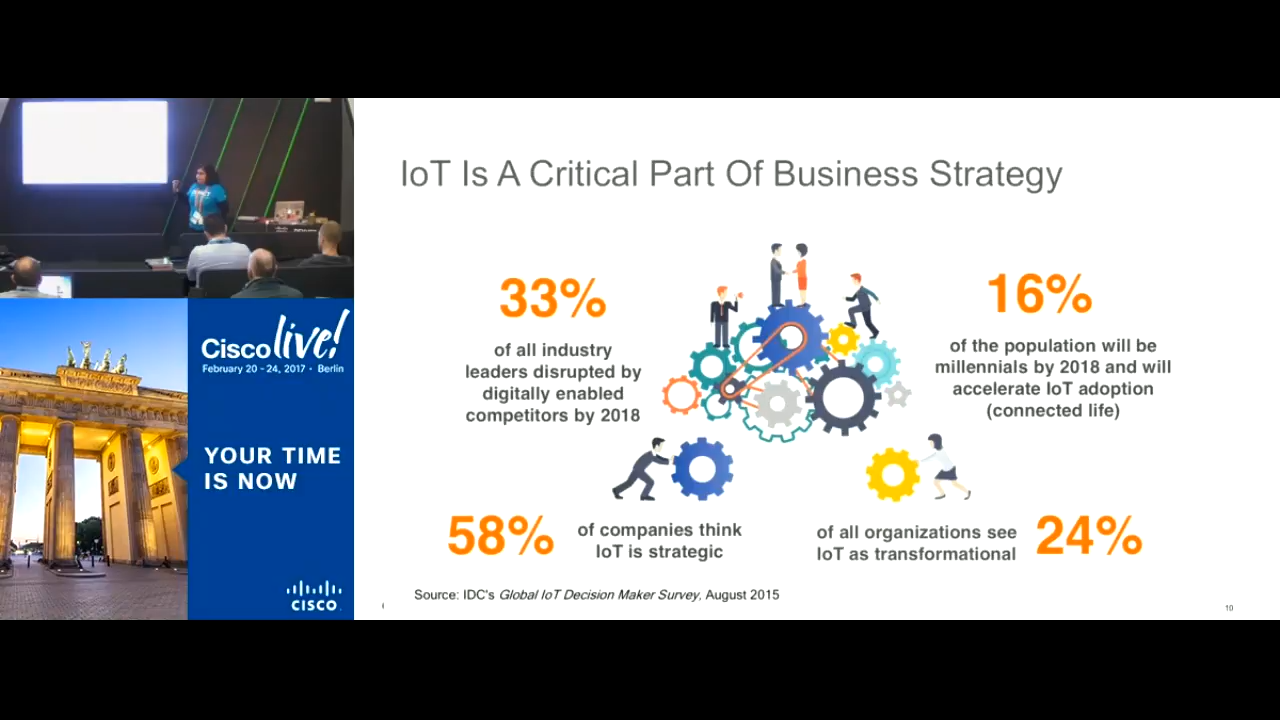 IoT Is A Critical Part Of Business Strategy
33%
of all industry
leaders disrupted by
digitally enabled
competitors by 2018
16%
of the population will be
millennials by 2018 and will
accelerate IoT adoption
(connected life)
58%
of companies think
IoT is strategic
of all organizations see
IoT as transformational
24%
Source: IDC's Global IoT Decision Maker Survey, August 2015
10
Cisco live!
February 20 - 24, 2017 • Berlin
YOUR TIME
IS NOW
CISCO